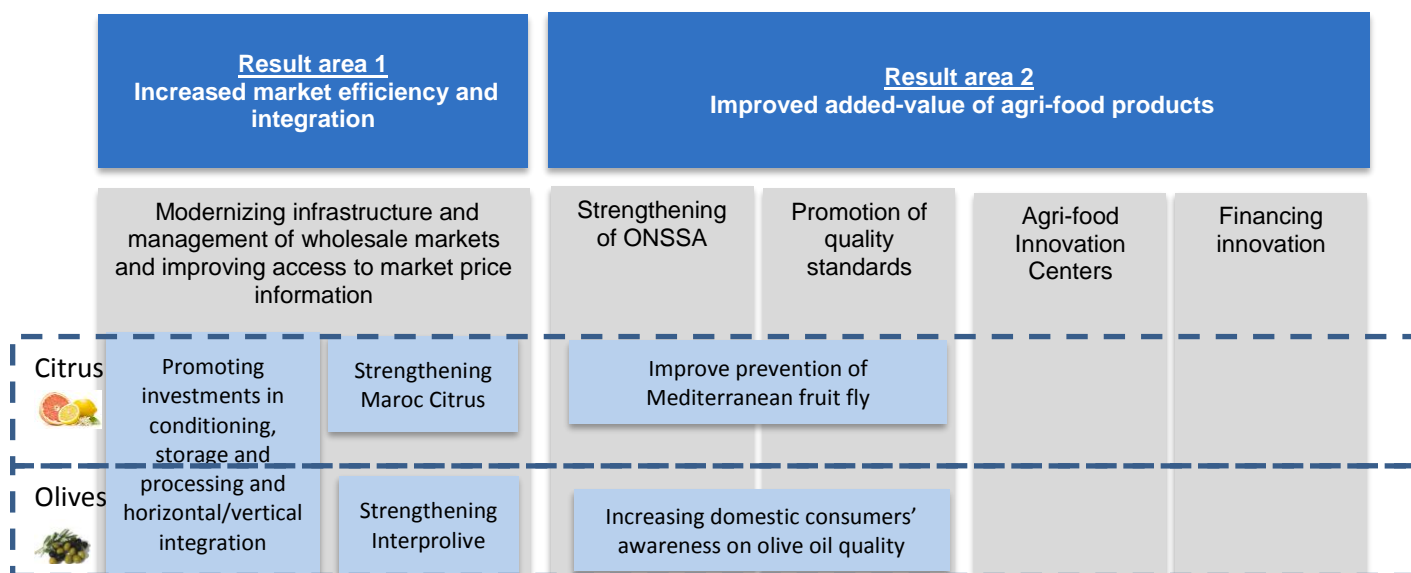 Result area 1
Increased market efficiency and
integration
Result area 2
Improved added-value of agri-food products
Modernizing infrastructure and
management of wholesale markets
and improving access to market price
information
Strengthening
of ONSSA
Promotion of
quality
standards
Agri-food
Innovation
Centers
Financing
innovation
Citrus
Promoting
investments in
conditioning,
storage and
processing and
horizontal/vertical
integration
Strengthening
Maroc Citrus
Improve prevention of
Mediterranean fruit fly
Olives
Strengthening
Interprolive
Increasing domestic consumers’
awareness on olive oil quality